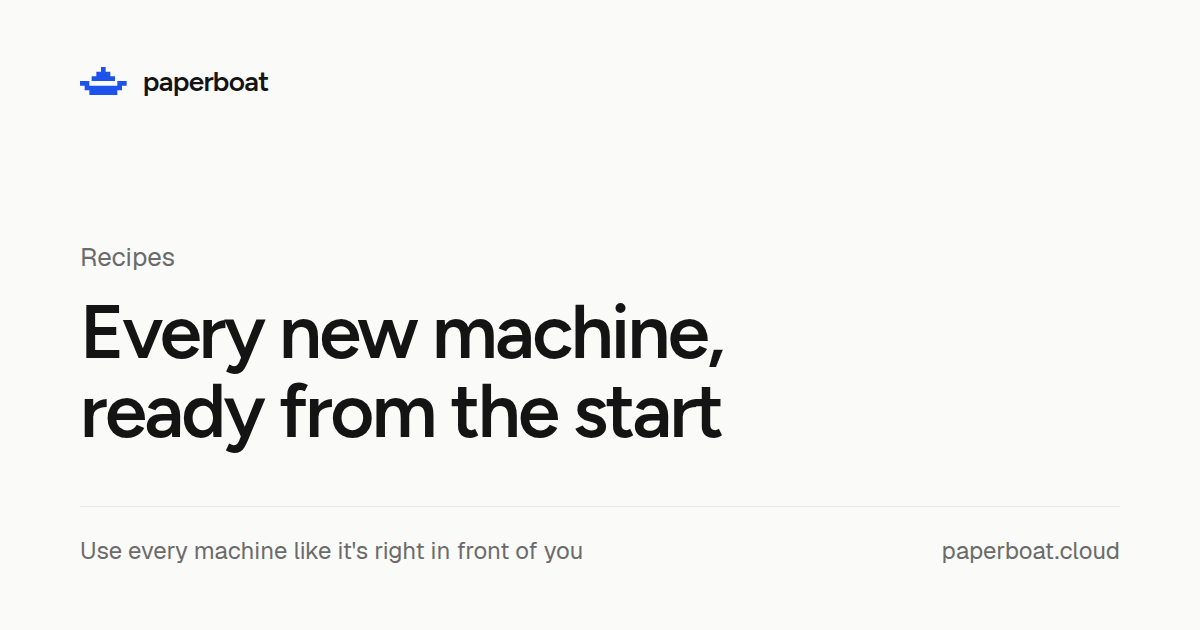 paperboat
Recipes
Every new machine,
ready from the start
Use every machine like it's right in front of you
paperboat.cloud